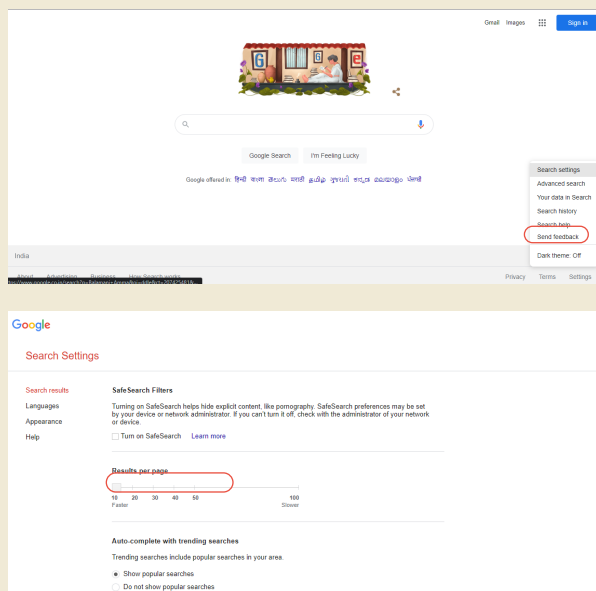 Gmail Images Sign in
Google Search I'm Feeling Lucky
Google offered in: हिन्दी বাংলা తెలుగు मराठी தமிழ் ગુજરાતી ಕನ್ನಡ മലയാളം ਪੰਜਾਬੀ
Search settings
Advanced search
Your data in Search
Search history
Search help
Send feedback
Dark theme: Off
India
About Advertising Business How Search works
Privacy Terms Settings
Google
Search Settings
Search results
Languages
Appearance
Help
SafeSearch Filters
Turning on SafeSearch helps hide explicit content, like pornography. SafeSearch preferences may be set
by your device or network administrator. If you can't turn it off, check with the administrator of your network
or device.
Turn on SafeSearch Learn more
Results per page
10 20 30 40 50 100
Faster Slower
Auto-complete with trending searches
Trending searches include popular searches in your area.
Show popular searches
Do not show popular searches